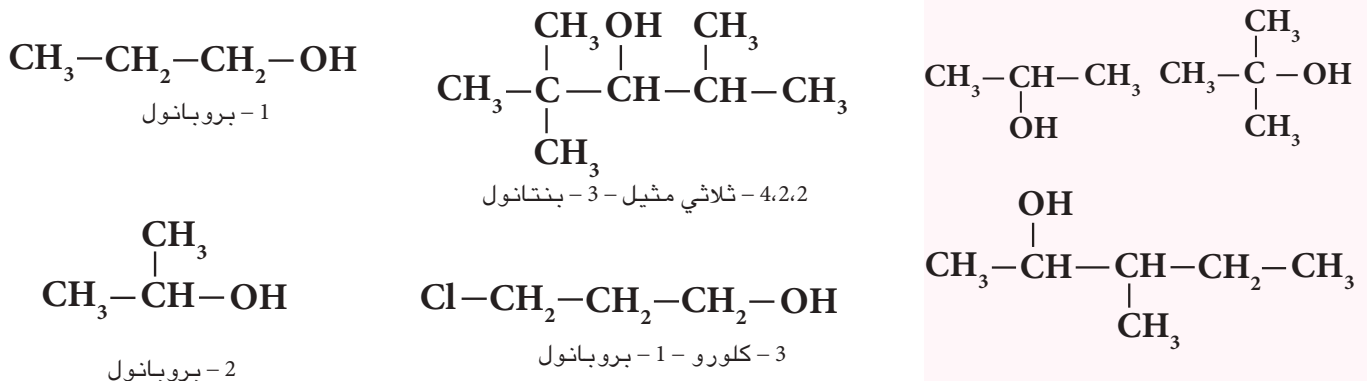 CH₃—CH₂—CH₂—OH
1 – بروبانول
CH₃ OH CH₃
CH₃—C—CH—CH—CH₃
CH₃
4،2،2 – ثلاثي مثيل – 3 – بنتانول
CH₃
CH₃—CH—OH
2 – بروبانول
Cl—CH₂—CH₂—CH₂—OH
3 – كلورو – 1 – بروبانول
CH₃—CH—CH₃
OH
CH₃
CH₃—C—OH
CH₃
OH
CH₃—CH—CH—CH₂—CH₃
CH₃